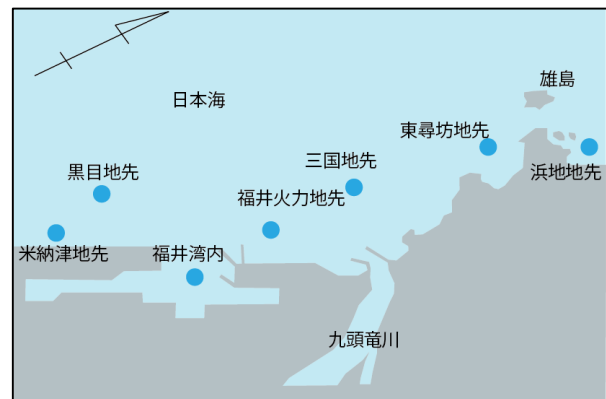 雄島
日本海
東尋坊地先
三国地先
黒目地先
浜地地先
福井火力地先
米納津地先
福井湾内
九頭竜川